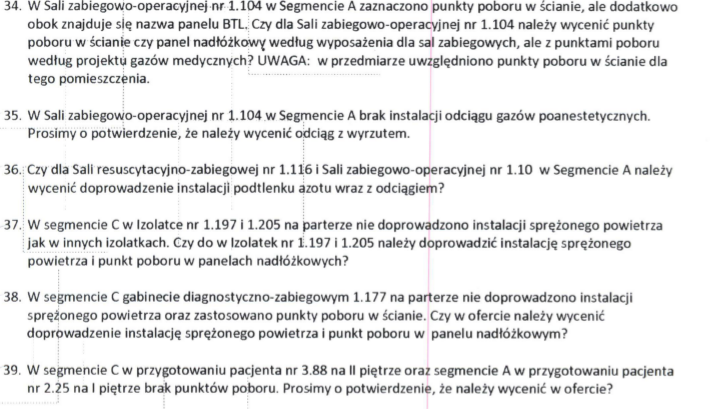 34. W Sali zabiegowo-operacyjnej nr 1.104 w Segmencie A zaznaczono punkty poboru w ścianie, ale dodatkowo
obok znajduje się nazwa panelu BTL. Czy dla Sali zabiegowo-operacyjnej nr 1.104 należy wycenić punkty
poboru w ścianie czy panel nadłóżkowy według wyposażenia dla sal zabiegowych, ale z punktami poboru
według projektu gazów medycznych? UWAGA: w przedmiarze uwzględniono punkty poboru w ścianie dla
tego pomieszczenia.
35. W Sali zabiegowo-operacyjnej nr 1.104 w Segmencie A brak instalacji odciągu gazów poanestetycznych.
Prosimy o potwierdzenie, że należy wycenić odciąg z wyrzutem.
36. Czy dla Sali resuscytacyjno-zabiegowej nr 1.116 i Sali zabiegowo-operacyjnej nr 1.10 w Segmencie A należy
wycenić doprowadzenie instalacji podtlenku azotu wraz z odciągiem?
37. W segmencie C w Izolatce nr 1.197 i 1.205 na parterze nie doprowadzono instalacji sprężonego powietrza
jak w innych izolatkach. Czy do w Izolatek nr 1.197 i 1.205 należy doprowadzić instalację sprężonego
powietrza i punkt poboru w panelach nadłóżkowych?
38. W segmencie C gabinecie diagnostyczno-zabiegowym 1.177 na parterze nie doprowadzono instalacji
sprężonego powietrza oraz zastosowano punkty poboru w ścianie. Czy w ofercie należy wycenić
doprowadzenie instalację sprężonego powietrza i punkt poboru w panelu nadłóżkowym?
39. W segmencie C w przygotowaniu pacjenta nr 3.88 na II piętrze oraz segmencie A w przygotowaniu pacjenta
nr 2.25 na I piętrze brak punktów poboru. Prosimy o potwierdzenie, że należy wycenić w ofercie?